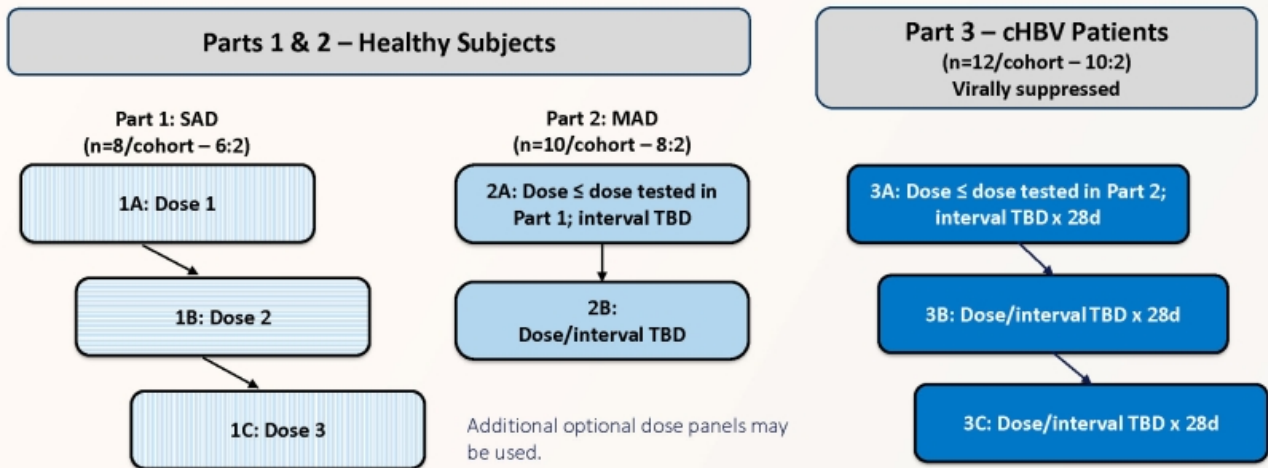 Parts 1 & 2 – Healthy Subjects
Part 1: SAD
(n=8/cohort – 6:2)
1A: Dose 1
1B: Dose 2
1C: Dose 3
Part 2: MAD
(n=10/cohort – 8:2)
2A: Dose ≤ dose tested in
Part 1; interval TBD
2B:
Dose/interval TBD
Additional optional dose panels may
be used.
Part 3 – cHBV Patients
(n=12/cohort – 10:2)
Virally suppressed
3A: Dose ≤ dose tested in Part 2;
interval TBD x 28d
3B: Dose/interval TBD x 28d
3C: Dose/interval TBD x 28d